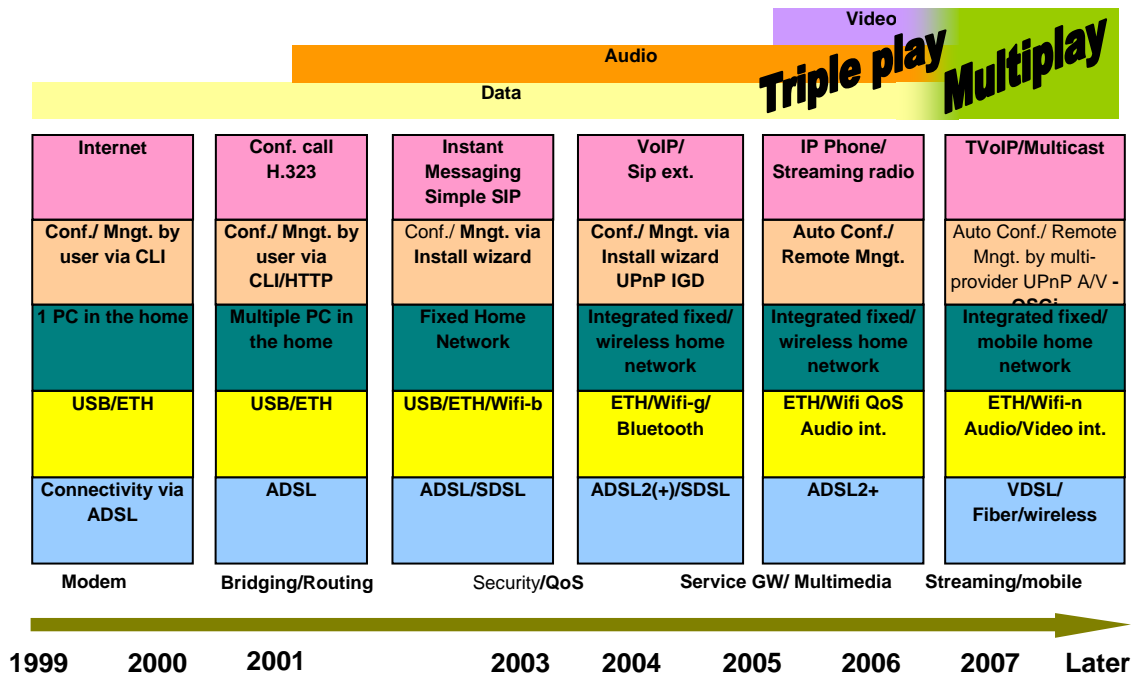 Video
Audio
Triple play
Multiplay
Data
Internet
Conf. call
H.323
Instant
Messaging
Simple SIP
VoIP/
Sip ext.
IP Phone/
Streaming radio
TVoIP/Multicast
Conf./ Mngt. by
user via CLI
Conf./ Mngt. by
user via
CLI/HTTP
Conf./ Mngt. via
Install wizard
Conf./ Mngt. via
Install wizard
UPnP IGD
Auto Conf./
Remote Mngt.
Auto Conf./ Remote
Mngt. by multi-
provider UPnP A/V -
OSGi
1 PC in the home
Multiple PC in
the home
Fixed Home
Network
Integrated fixed/
wireless home
network
Integrated fixed/
wireless home
network
Integrated fixed/
mobile home
network
USB/ETH
USB/ETH
USB/ETH/Wifi-b
ETH/Wifi-g/
Bluetooth
ETH/Wifi QoS
Audio int.
ETH/Wifi-n
Audio/Video int.
Connectivity via
ADSL
ADSL
ADSL/SDSL
ADSL2(+)/SDSL
ADSL2+
VDSL/
Fiber/wireless
Modem
Bridging/Routing
Security/QoS
Service GW/ Multimedia
Streaming/mobile
1999 2000 2001 2003 2004 2005 2006 2007 Later